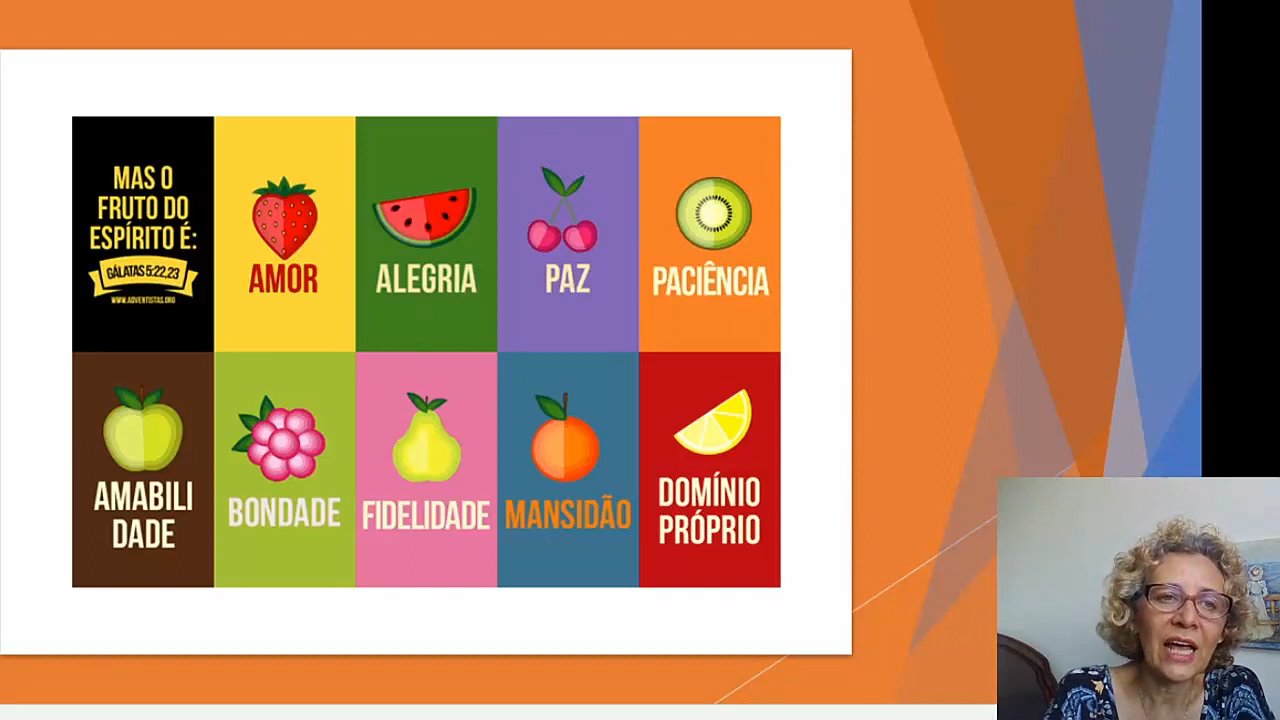 MAS O
FRUTO DO
ESPÍRITO É:
GÁLATAS 5:22,23
WWW.ADVENTISTAS.ORG
AMOR
ALEGRIA
PAZ
PACIÊNCIA
AMABILI
DADE
BONDADE
FIDELIDADE
MANSIDÃO
DOMÍNIO
PRÓPRIO